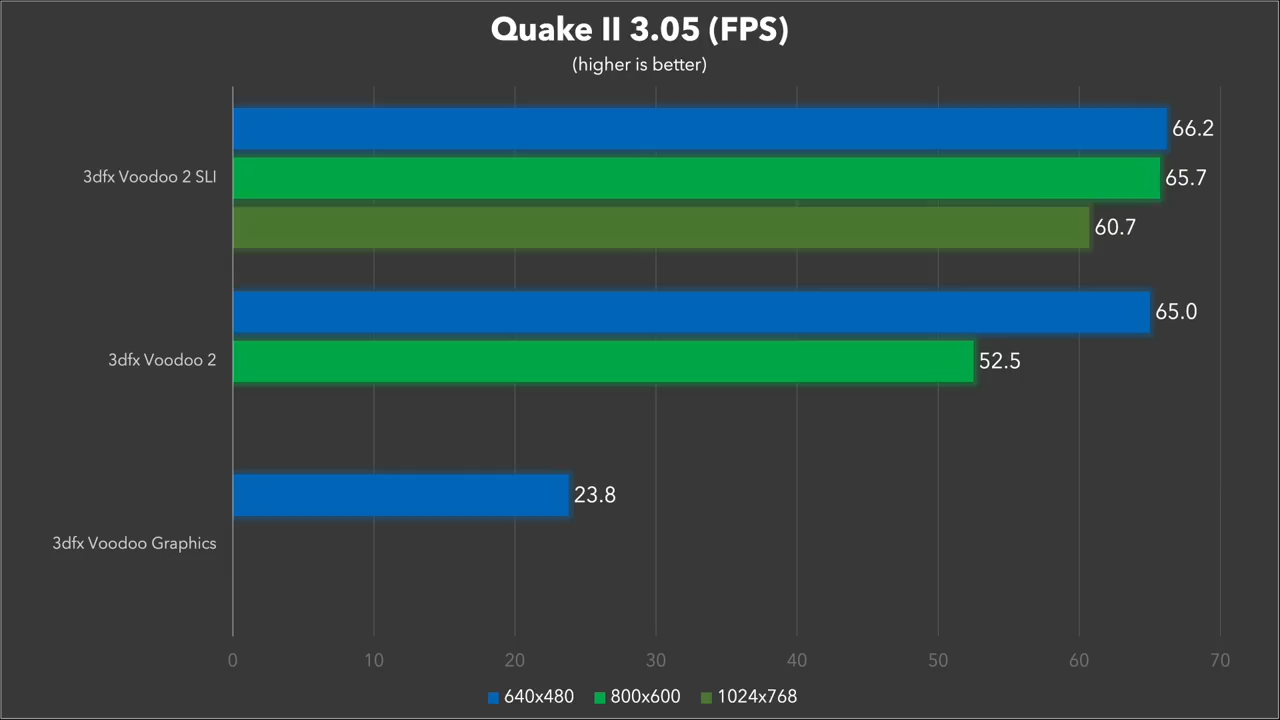 Quake II 3.05 (FPS)
(higher is better)
66.2
3dfx Voodoo 2 SLI
65.7
60.7
65.0
3dfx Voodoo 2
52.5
23.8
3dfx Voodoo Graphics
0 10 20 30 40 50 60 70
640x480 800x600 1024x768